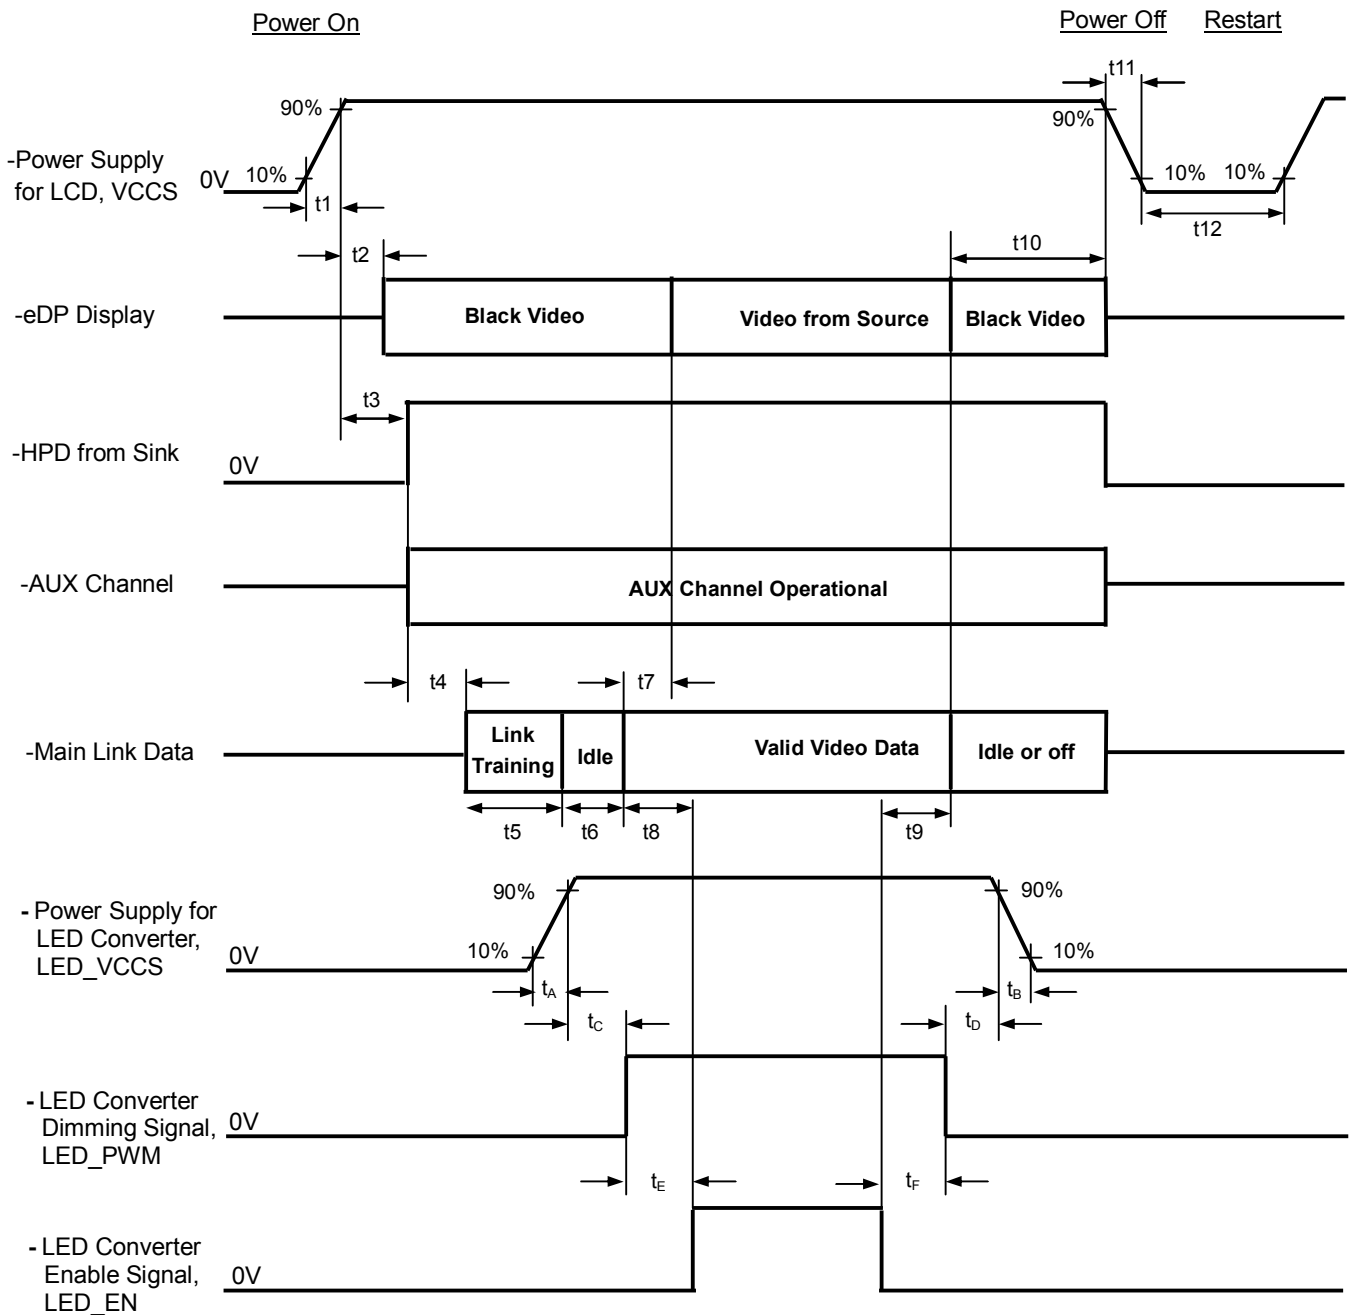 Power On
Power Off
Restart
t11
90%
90%
-Power Supply
for LCD, VCCS
0V
10%
10%
10%
t1
t12
t2
t10
-eDP Display
Black Video
Video from Source
Black Video
t3
-HPD from Sink
0V
-AUX Channel
AUX Channel Operational
t4
t7
-Main Link Data
Link
Training
Idle
Valid Video Data
Idle or off
t5
t6
t8
t9
90%
90%
- Power Supply for
LED Converter,
LED_VCCS
0V
10%
10%
tA
tB
tC
tD
- LED Converter
Dimming Signal,
LED_PWM
0V
tE
tF
- LED Converter
Enable Signal,
LED_EN
0V